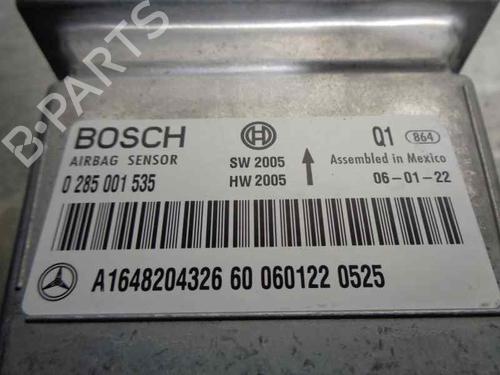 B-PARTS
BOSCH
AIRBAG SENSOR
0 285 001 535
SW 2005
HW 2005
Q1 864
Assembled in Mexico
06-01-22
A1648204326 60 060122 0525